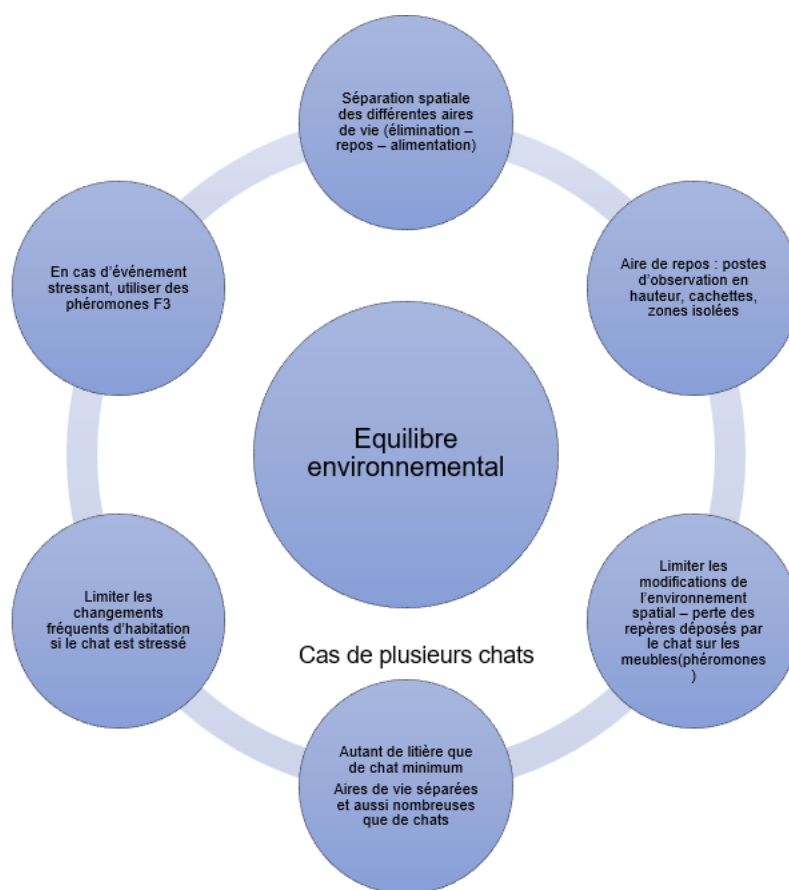 Séparation spatiale
des différentes aires
de vie (élimination –
repos – alimentation)
En cas d’événement
stressant, utiliser des
phéromones F3
Aire de repos : postes
d’observation en
hauteur, cachettes,
zones isolées
Equilibre
environnemental
Limiter les
changements
fréquents d’habitation
si le chat est stressé
Limiter les
modifications de
l’environnement
spatial – perte des
repères déposés par
le chat sur les
meubles(phéromones
)
Cas de plusieurs chats
Autant de litière que
de chat minimum
Aires de vie séparées
et aussi nombreuses
que de chats